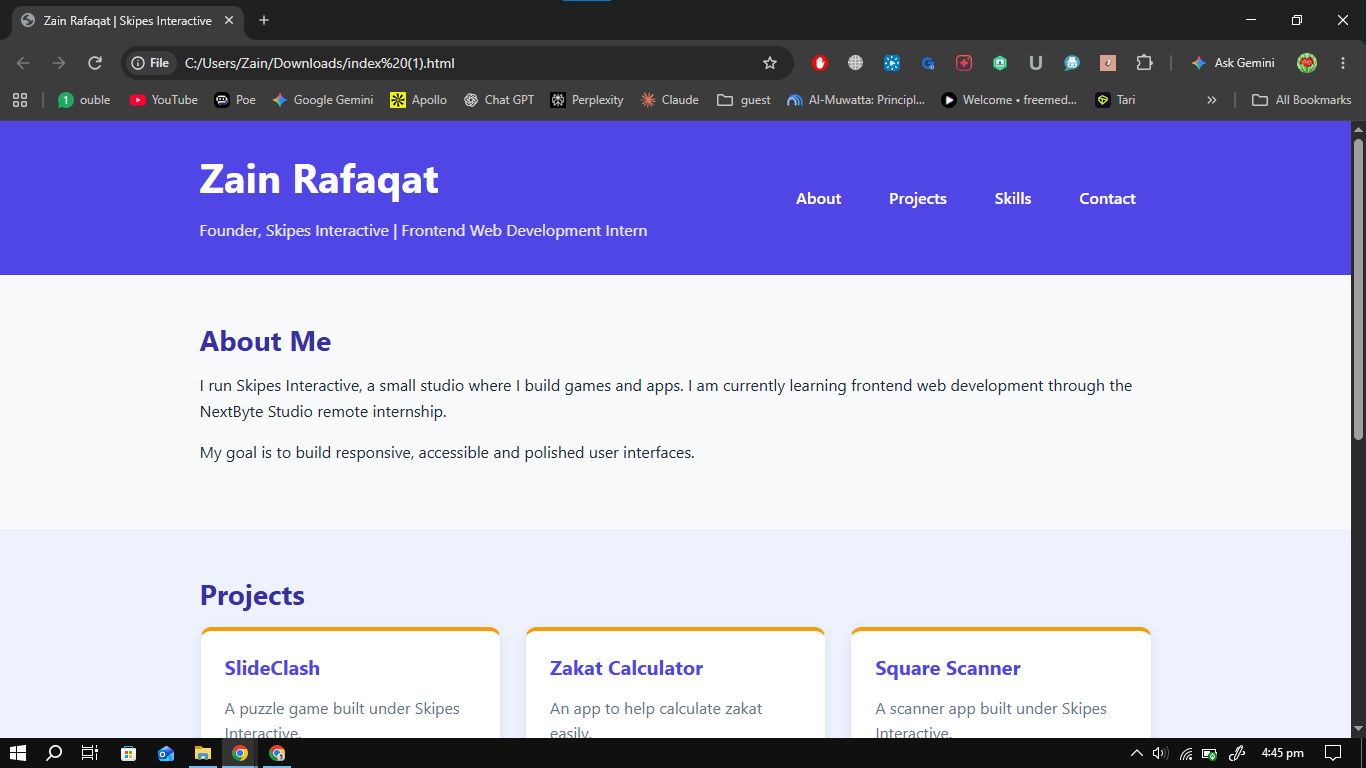 Zain Rafaqat | Skipes Interactive
File
C:/Users/Zain/Downloads/index%20(1).html
Ask Gemini
1 ouble
YouTube
Poe
Google Gemini
Apollo
Chat GPT
Perplexity
Claude
guest
Al-Muwatta: Principl...
Welcome • freemed...
Tari
All Bookmarks
Zain Rafaqat
About Projects Skills Contact
Founder, Skipes Interactive | Frontend Web Development Intern
About Me
I run Skipes Interactive, a small studio where I build games and apps. I am currently learning frontend web development through the
NextByte Studio remote internship.
My goal is to build responsive, accessible and polished user interfaces.
Projects
SlideClash
A puzzle game built under Skipes
Interactive.
Zakat Calculator
An app to help calculate zakat
easily.
Square Scanner
A scanner app built under Skipes
Interactive.
4:45 pm